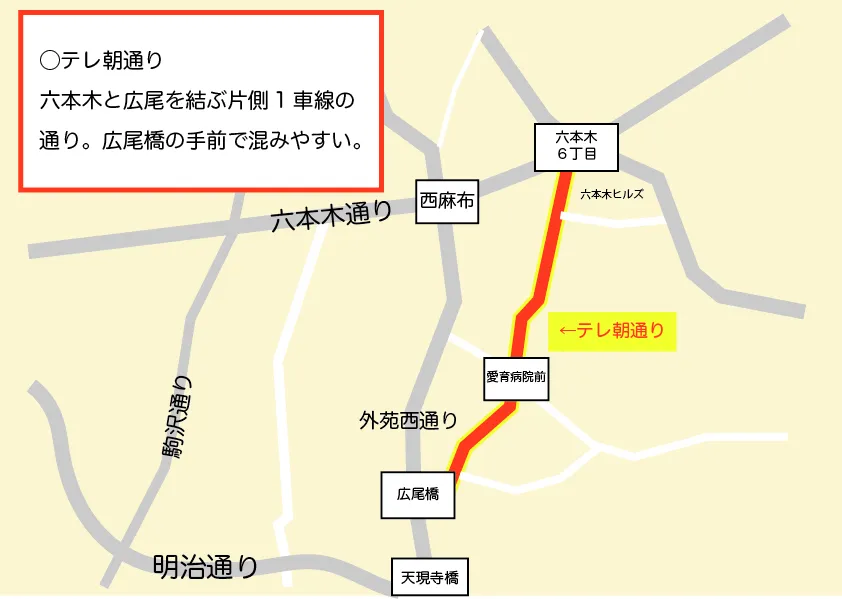 ○テレ朝通り
六本木と広尾を結ぶ片側1車線の
通り。広尾橋の手前で混みやすい。
六本木
6丁目
六本木ヒルズ
西麻布
六本木通り
←テレ朝通り
愛育病院前
駒沢通り
外苑西通り
広尾橋
明治通り
天現寺橋